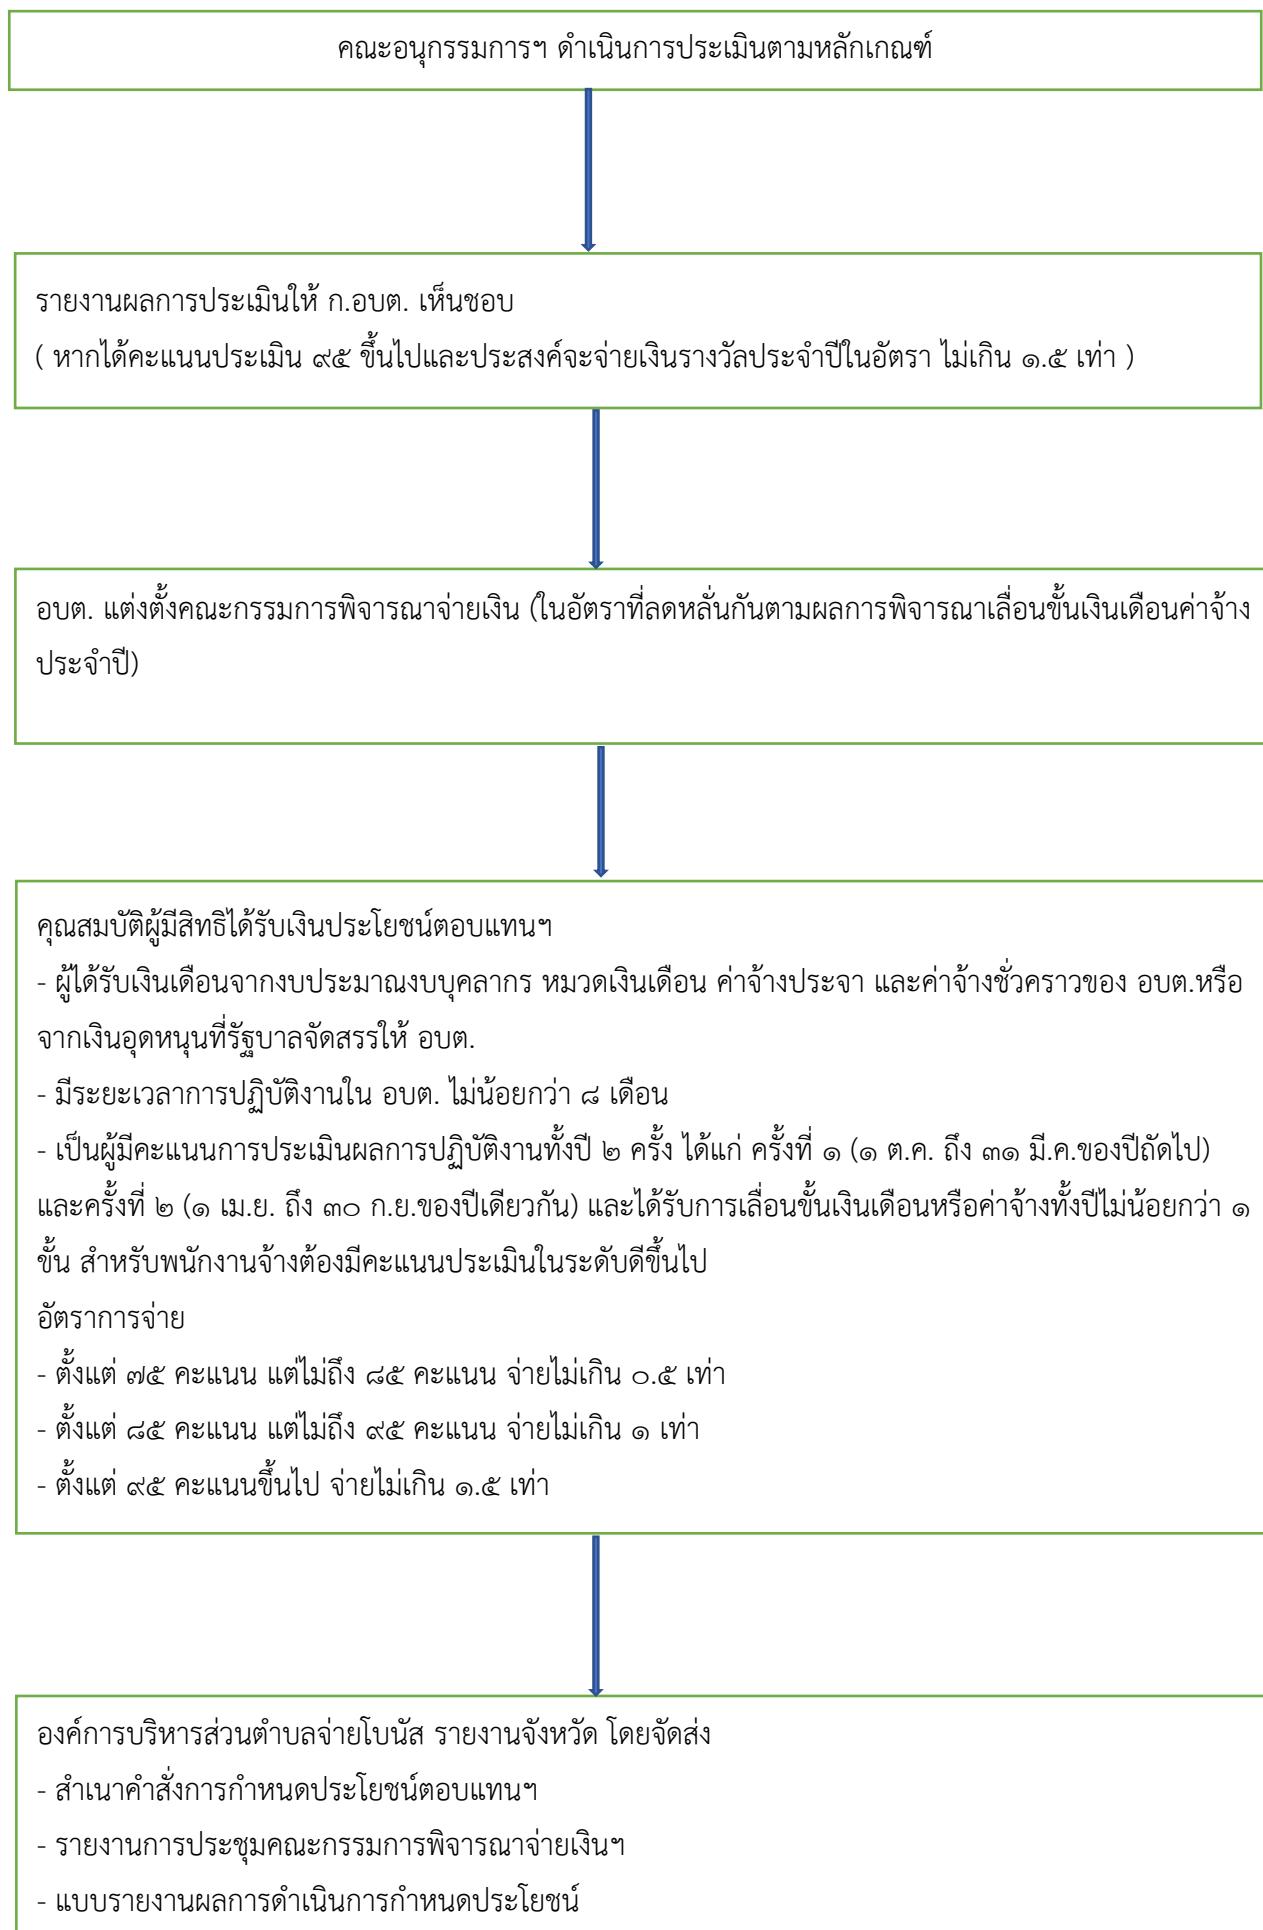 คณะอนุกรรมการฯ ดำเนินการประเมินตามหลักเกณฑ์
รายงานผลการประเมินให้ ก.อบต. เห็นชอบ
( หากได้คะแนนประเมิน ๙๕ ขึ้นไปและประสงค์จะจ่ายเงินรางวัลประจำปีในอัตรา ไม่เกิน ๑.๕ เท่า )
อบต. แต่งตั้งคณะกรรมการพิจารณาจ่ายเงิน (ในอัตราที่ลดหลั่นกันตามผลการพิจารณาเลื่อนขั้นเงินเดือนค่าจ้าง
ประจำปี)
คุณสมบัติผู้มีสิทธิได้รับเงินประโยชน์ตอบแทนฯ
- ผู้ได้รับเงินเดือนจากงบประมาณงบบุคลากร หมวดเงินเดือน ค่าจ้างประจา และค่าจ้างชั่วคราวของ อบต.หรือ
จากเงินอุดหนุนที่รัฐบาลจัดสรรให้ อบต.
- มีระยะเวลาการปฏิบัติงานใน อบต. ไม่น้อยกว่า ๘ เดือน
- เป็นผู้มีคะแนนการประเมินผลการปฏิบัติงานทั้งปี ๒ ครั้ง ได้แก่ ครั้งที่ ๑ (๑ ต.ค. ถึง ๓๑ มี.ค.ของปีถัดไป)
และครั้งที่ ๒ (๑ เม.ย. ถึง ๓๐ ก.ย.ของปีเดียวกัน) และได้รับการเลื่อนขั้นเงินเดือนหรือค่าจ้างทั้งปีไม่น้อยกว่า ๑
ขั้น สำหรับพนักงานจ้างต้องมีคะแนนประเมินในระดับดีขึ้นไป
อัตราการจ่าย
- ตั้งแต่ ๗๕ คะแนน แต่ไม่ถึง ๘๕ คะแนน จ่ายไม่เกิน ๐.๕ เท่า
- ตั้งแต่ ๘๕ คะแนน แต่ไม่ถึง ๙๕ คะแนน จ่ายไม่เกิน ๑ เท่า
- ตั้งแต่ ๙๕ คะแนนขึ้นไป จ่ายไม่เกิน ๑.๕ เท่า
องค์การบริหารส่วนตำบลจ่ายโบนัส รายงานจังหวัด โดยจัดส่ง
- สำเนาคำสั่งการกำหนดประโยชน์ตอบแทนฯ
- รายงานการประชุมคณะกรรมการพิจารณาจ่ายเงินฯ
- แบบรายงานผลการดำเนินการกำหนดประโยชน์